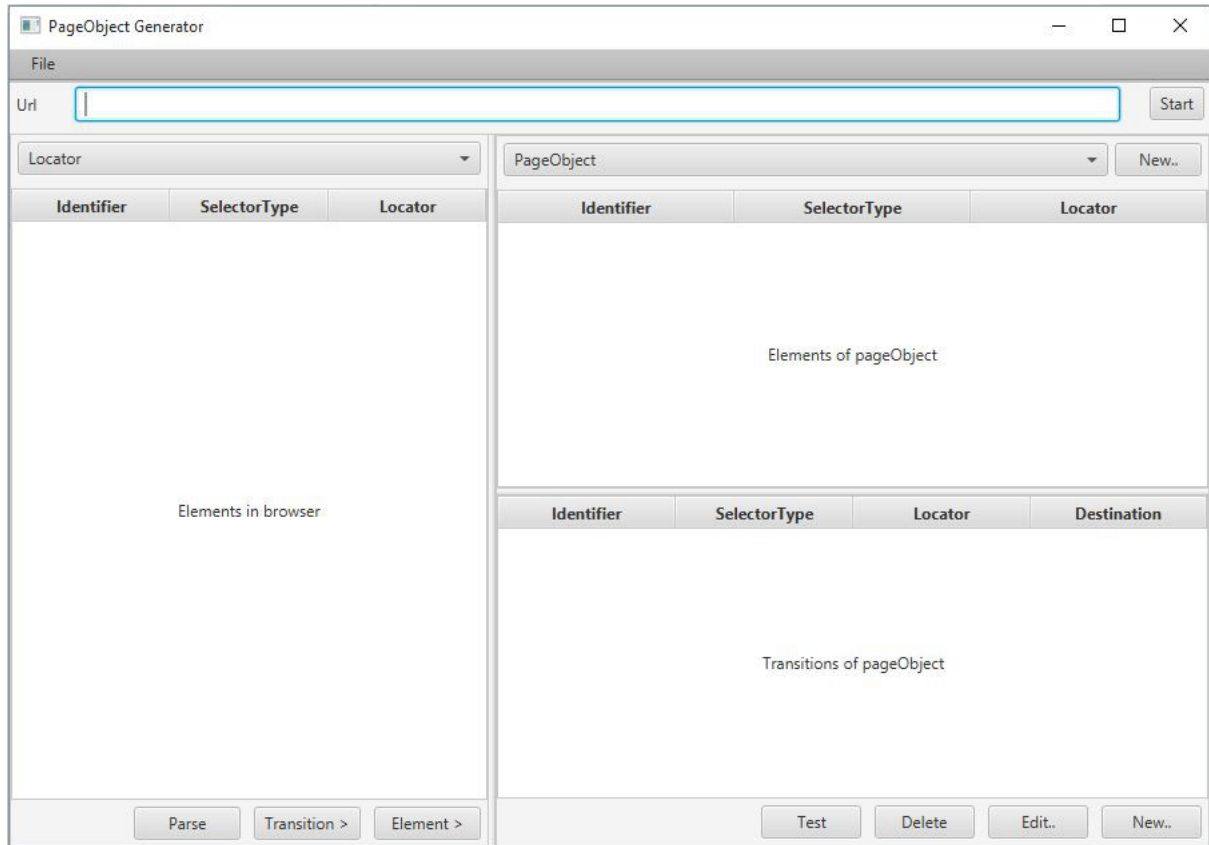 PageObject Generator
File
Url
Start
Locator
Identifier SelectorType Locator
Elements in browser
Parse Transition > Element >
PageObject
New..
Identifier SelectorType Locator
Elements of pageObject
Identifier SelectorType Locator Destination
Transitions of pageObject
Test Delete Edit.. New..